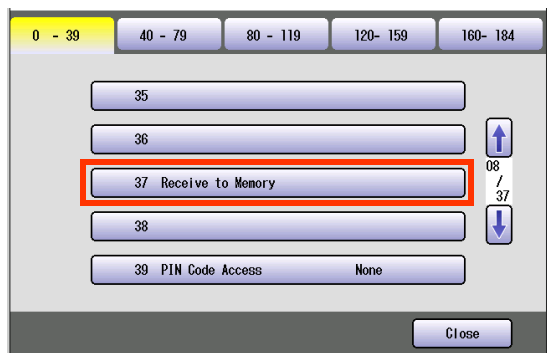 0 - 39
40 - 79
80 - 119
120- 159
160- 184
35
36
37 Receive to Memory
38
39 PIN Code Access None
08
/
37
Close